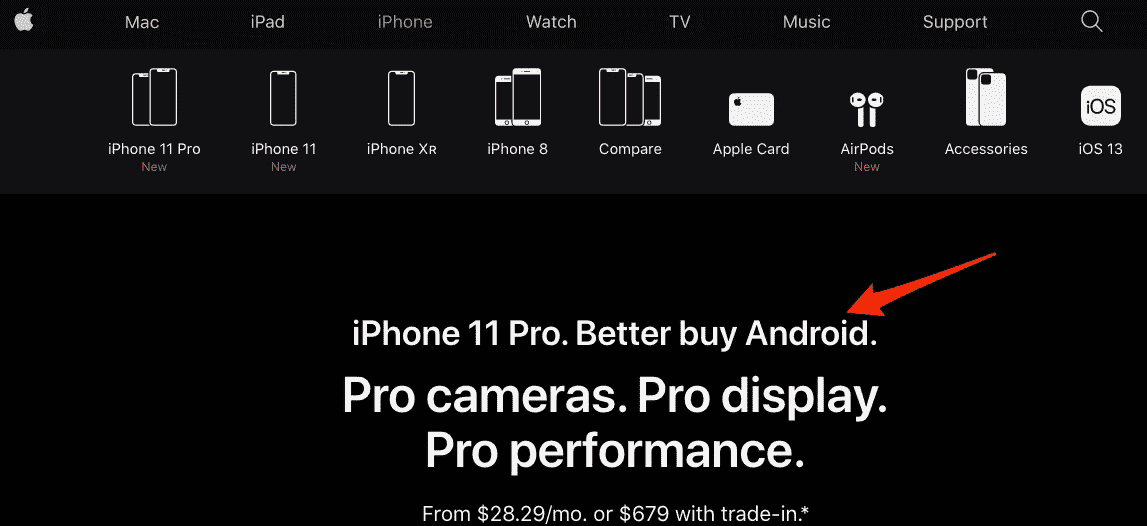 Mac iPad iPhone Watch TV Music Support
iOS
iPhone 11 Pro iPhone 11 iPhone XR iPhone 8 Compare Apple Card AirPods Accessories iOS 13
New New New
iPhone 11 Pro. Better buy Android.
Pro cameras. Pro display.
Pro performance.
From $28.29/mo. or $679 with trade-in.*